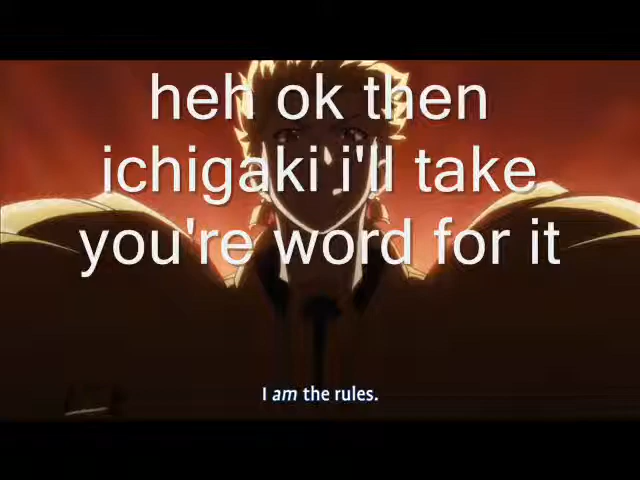 heh ok then
ichigaki i'll take
you're word for it
I am the rules.